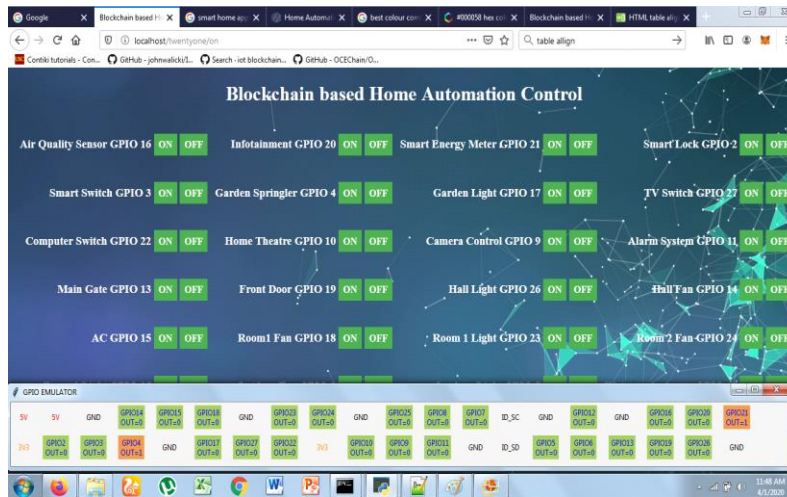 Google
Blockchain based H
smart home app
Home Automat
best colour com
#000058 hex col
Blockchain based H
HTML table alig
localhost/twentyone/on
table allign
Contiki tutorials - Con...
GitHub - johnwalicki/I...
Search - iot blockchain...
GitHub - OCEChain/O...
Blockchain based Home Automation Control
Air Quality Sensor GPIO 16 ON OFF Infotainment GPIO 20 ON OFF Smart Energy Meter GPIO 21 ON OFF Smart Lock GPIO 2 ON OFF
Smart Switch GPIO 3 ON OFF Garden Springler GPIO 4 ON OFF Garden Light GPIO 17 ON OFF TV Switch GPIO 27 ON OFF
Computer Switch GPIO 22 ON OFF Home Theatre GPIO 10 ON OFF Camera Control GPIO 9 ON OFF Alarm System GPIO 11 ON OFF
Main Gate GPIO 13 ON OFF Front Door GPIO 19 ON OFF Hall Light GPIO 26 ON OFF Hall Fan GPIO 14 ON OFF
AC GPIO 15 ON OFF Room1 Fan GPIO 18 ON OFF Room 1 Light GPIO 23 ON OFF Room 2 Fan GPIO 24 ON OFF
GPIO EMULATOR
5V 5V GND GPIO14 GPIO15 GPIO18 GND GPIO23 GPIO24 GND GPIO25 GPIO8 GPIO7 ID_SC GND GPIO12 GND GPIO16 GPIO20 GPIO21
OUT=0 OUT=0 OUT=0 OUT=0 OUT=0 OUT=0 OUT=0 OUT=0 OUT=0 OUT=0 OUT=0 OUT=1
3V3 GPIO2 GPIO3 GPIO4 GND GPIO17 GPIO27 GPIO22 3V3 GPIO10 GPIO9 GPIO11 GND ID_SD GPIO5 GPIO6 GPIO13 GPIO19 GPIO26 GND
OUT=0 OUT=0 OUT=1 OUT=0 OUT=0 OUT=0 OUT=0 OUT=0 OUT=0 OUT=0 OUT=0 OUT=0 OUT=0 OUT=0
11:48 AM
4/1/2020